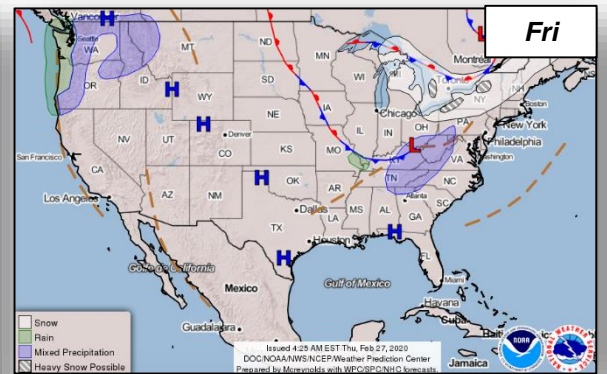 Fri
Vancouver
H
Seattle
WA
MT
ND
MN
L
Montreal
OR
ID
SD
WI
MI
Toronto
NY
NH
H
WY
IA
Chicago
Boston
H
NE
IL
IN
OH
PA
New York
Philadelphia
NV
UT
Denver
CO
KS
MO
KY
L
VA
Washington
San Francisco
CA
H
OK
TN
NC
Los Angeles
AZ
NM
AR
Atlanta
SC
Dallas
MS
AL
GA
TX
LA
H
Houston
H
FL
Golfo de California
Mexico
Gulf of Mexico
Miami
Havana
Cuba
Guadalajara
Jamaica
Snow
Rain
Mixed Precipitation
Heavy Snow Possible
Issued 4:25 AM EST Thu, Feb 27, 2020
DOC/NOAA/NWS/NCEP/Weather Prediction Center
Prepared by Mcreynolds with WPC/SPC/NHC forecasts.
NOAA